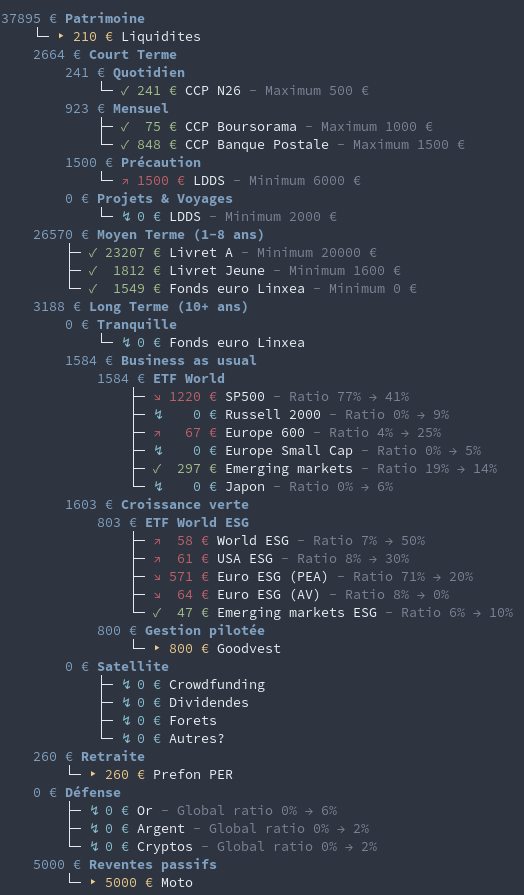 37895 € Patrimoine
└─ ‣ 210 € Liquidites
2664 € Court Terme
241 € Quotidien
└─ ✓ 241 € CCP N26 - Maximum 500 €
923 € Mensuel
├─ ✓ 75 € CCP Boursorama - Maximum 1000 €
└─ ✓ 848 € CCP Banque Postale - Maximum 1500 €
1500 € Précaution
└─ ↗ 1500 € LDDS - Minimum 6000 €
0 € Projets & Voyages
└─ ↯ 0 € LDDS - Minimum 2000 €
26570 € Moyen Terme (1-8 ans)
├─ ✓ 23207 € Livret A - Minimum 20000 €
├─ ✓ 1812 € Livret Jeune - Minimum 1600 €
└─ ✓ 1549 € Fonds euro Linxea - Minimum 0 €
3188 € Long Terme (10+ ans)
0 € Tranquille
└─ ↯ 0 € Fonds euro Linxea
1584 € Business as usual
1584 € ETF World
├─ ↘ 1220 € SP500 - Ratio 77% → 41%
├─ ↯ 0 € Russell 2000 - Ratio 0% → 9%
├─ ↗ 67 € Europe 600 - Ratio 4% → 25%
├─ ↯ 0 € Europe Small Cap - Ratio 0% → 5%
├─ ✓ 297 € Emerging markets - Ratio 19% → 14%
└─ ↯ 0 € Japon - Ratio 0% → 6%
1603 € Croissance verte
803 € ETF World ESG
├─ ↗ 58 € World ESG - Ratio 7% → 50%
├─ ↗ 61 € USA ESG - Ratio 8% → 30%
├─ ↘ 571 € Euro ESG (PEA) - Ratio 71% → 20%
├─ ↘ 64 € Euro ESG (AV) - Ratio 8% → 0%
└─ ✓ 47 € Emerging markets ESG - Ratio 6% → 10%
800 € Gestion pilotée
└─ ‣ 800 € Goodvest
0 € Satellite
├─ ↯ 0 € Crowdfunding
├─ ↯ 0 € Dividendes
├─ ↯ 0 € Forets
└─ ↯ 0 € Autres?
260 € Retraite
└─ ‣ 260 € Prefon PER
0 € Défense
├─ ↯ 0 € Or - Global ratio 0% → 6%
├─ ↯ 0 € Argent - Global ratio 0% → 2%
└─ ↯ 0 € Cryptos - Global ratio 0% → 2%
5000 € Reventes passifs
└─ ‣ 5000 € Moto